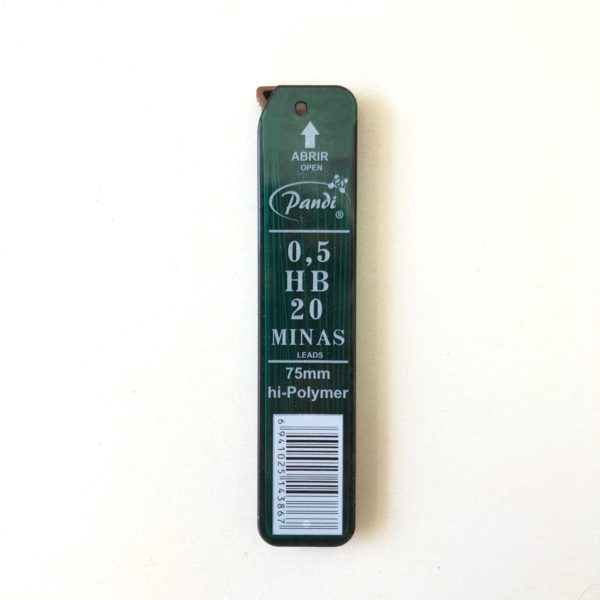 ABRIR
OPEN
Pandi®
0,5
HB
20
MINAS
LEADS
75mm
hi-Polymer
6941025143867